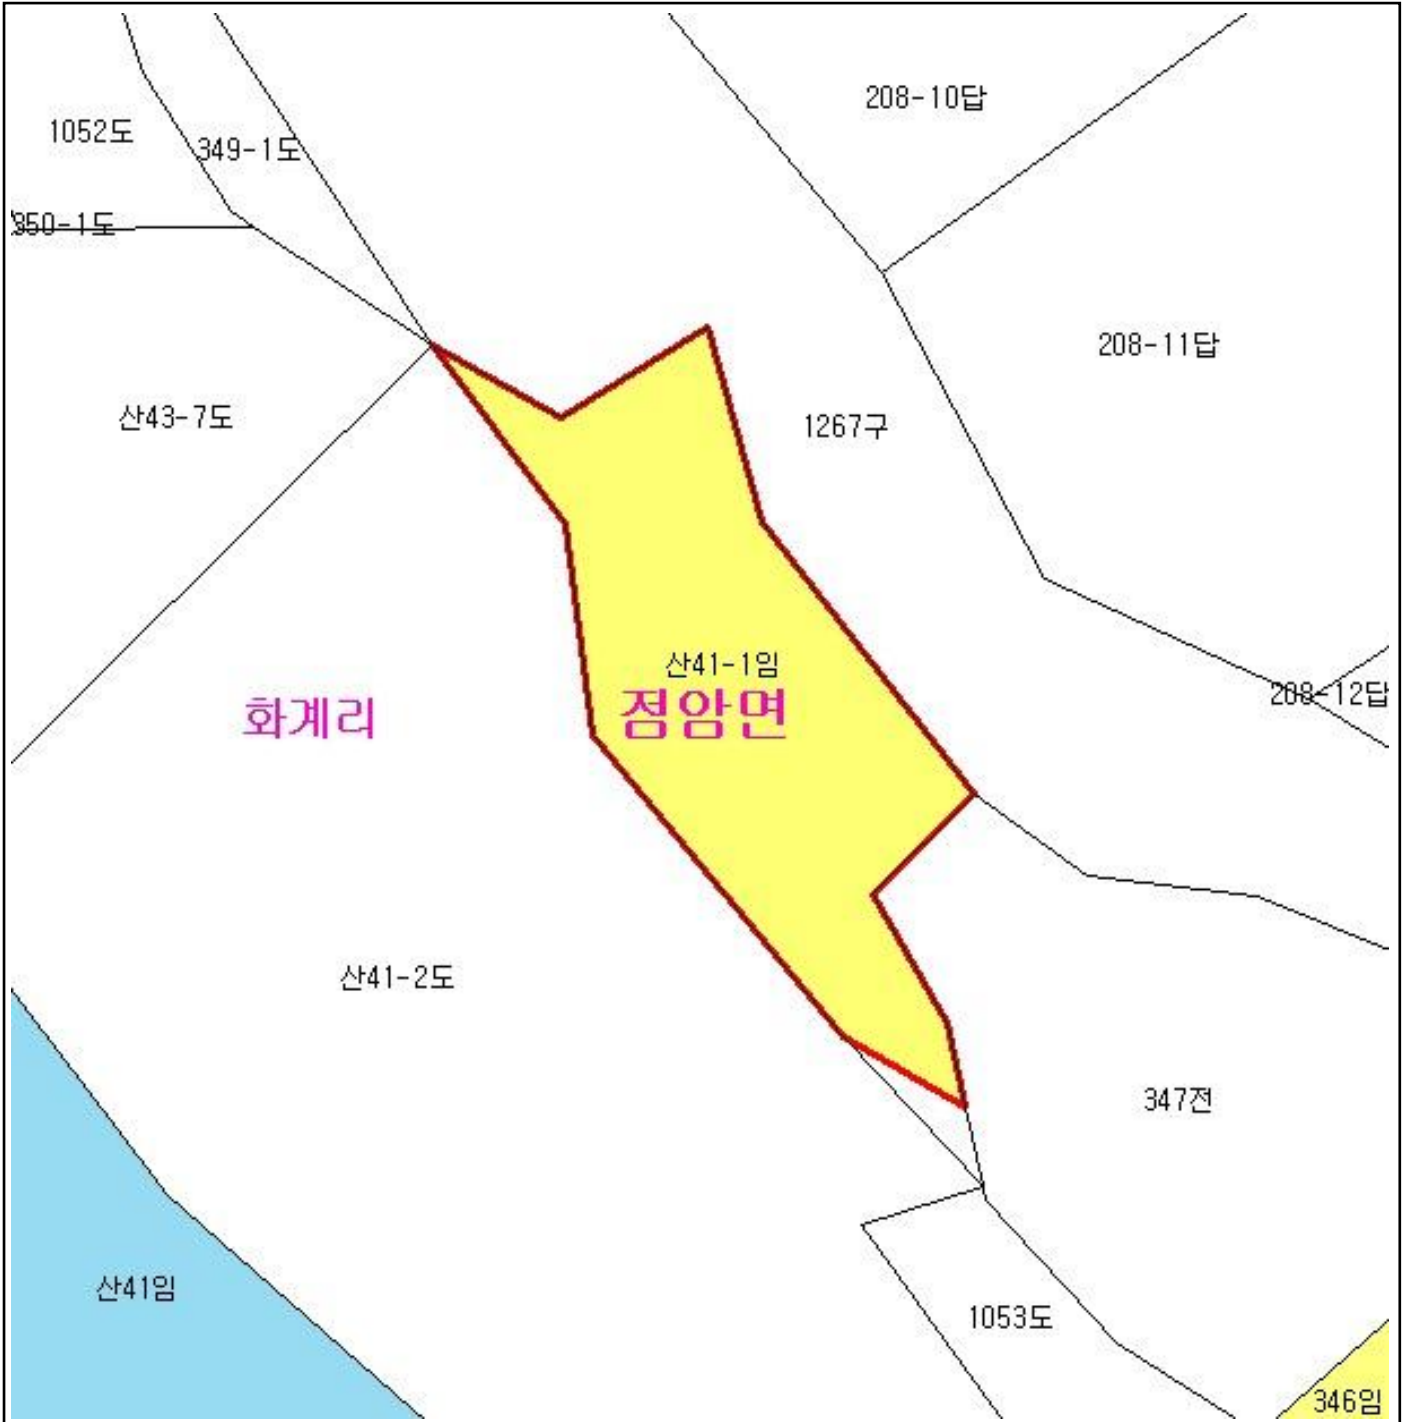 208-10답
1052도
349-1도
350-1도
208-11답
산43-7도
1267구
산41-1임
208-12답
화계리
점암면
산41-2도
347전
산41임
1053도
346임